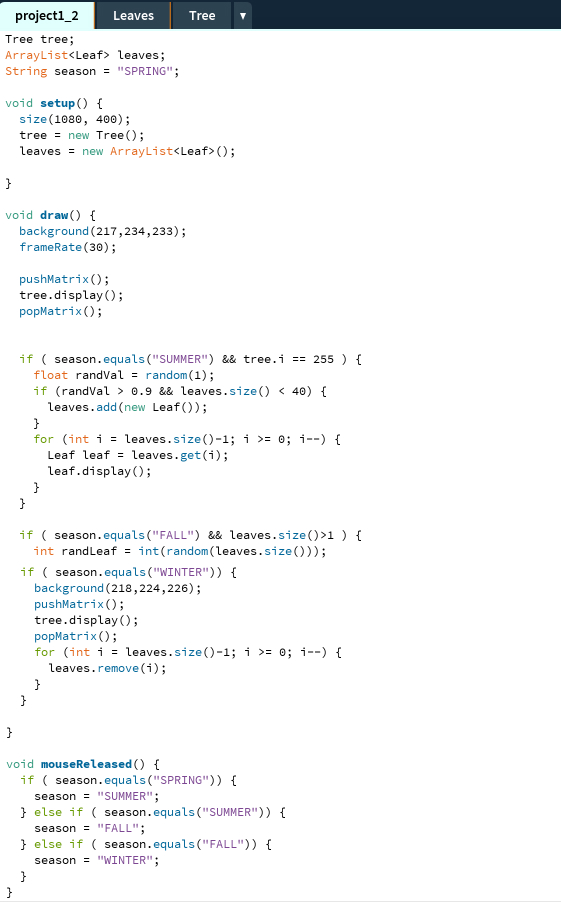 project1_2 Leaves Tree ▼
Tree tree;
ArrayList<Leaf> leaves;
String season = "SPRING";

void setup() {
  size(1080, 400);
  tree = new Tree();
  leaves = new ArrayList<Leaf>();

}

void draw() {
  background(217,234,233);
  frameRate(30);

  pushMatrix();
  tree.display();
  popMatrix();


  if ( season.equals("SUMMER") && tree.i == 255 ) {
    float randVal = random(1);
    if (randVal > 0.9 && leaves.size() < 40) {
      leaves.add(new Leaf());
    }
    for (int i = leaves.size()-1; i >= 0; i--) {
      Leaf leaf = leaves.get(i);
      leaf.display();
    }
  }

  if ( season.equals("FALL") && leaves.size()>1 ) {
    int randLeaf = int(random(leaves.size()));
  if ( season.equals("WINTER")) {
    background(218,224,226);
    pushMatrix();
    tree.display();
    popMatrix();
    for (int i = leaves.size()-1; i >= 0; i--) {
      leaves.remove(i);
    }
  }

}

void mouseReleased() {
  if ( season.equals("SPRING")) {
    season = "SUMMER";
  } else if ( season.equals("SUMMER")) {
    season = "FALL";
  } else if ( season.equals("FALL")) {
    season = "WINTER";
  }
}